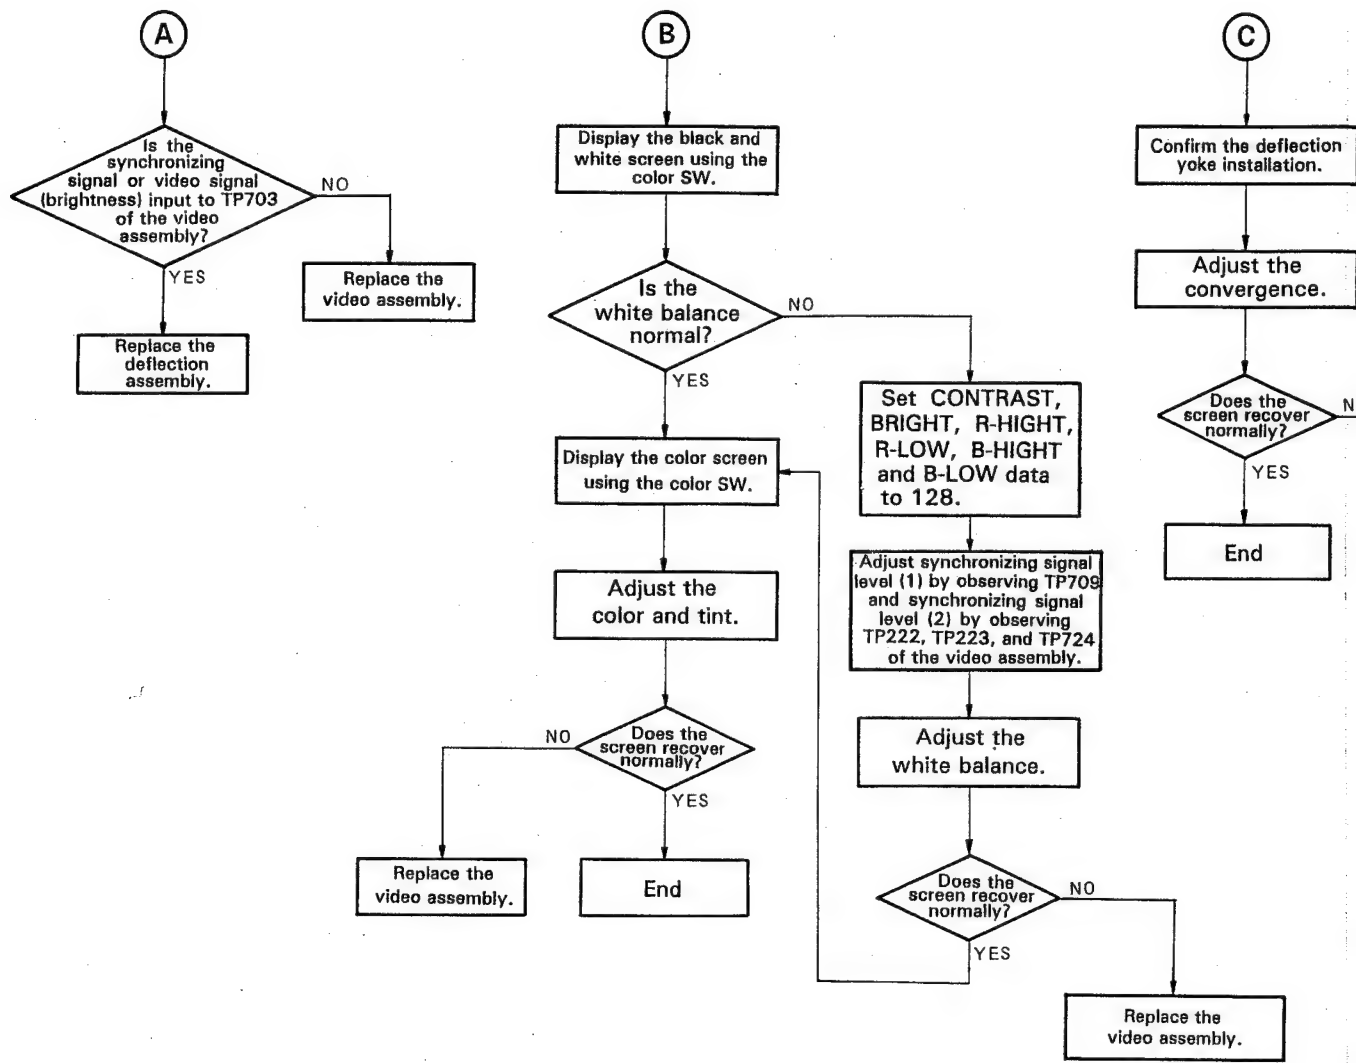 A
Is the
synchronizing
signal or video signal
(brightness) input to TP703
of the video
assembly?
NO
YES
Replace the
video assembly.
Replace the
deflection
assembly.
B
Display the black and
white screen using the
color SW.
Is the
white balance
normal?
NO
YES
Display the color screen
using the color SW.
Adjust the
color and tint.
Does the
screen recover
normally?
NO
YES
Replace the
video assembly.
End
Set CONTRAST,
BRIGHT, R-HIGHT,
R-LOW, B-HIGHT
and B-LOW data
to 128.
Adjust synchronizing signal
level (1) by observing TP709
and synchronizing signal
level (2) by observing
TP222, TP223, and TP724
of the video assembly.
Adjust the
white balance.
Does the
screen recover
normally?
NO
YES
Replace the
video assembly.
C
Confirm the deflection
yoke installation.
Adjust the
convergence.
Does the
screen recover
normally?
N
YES
End